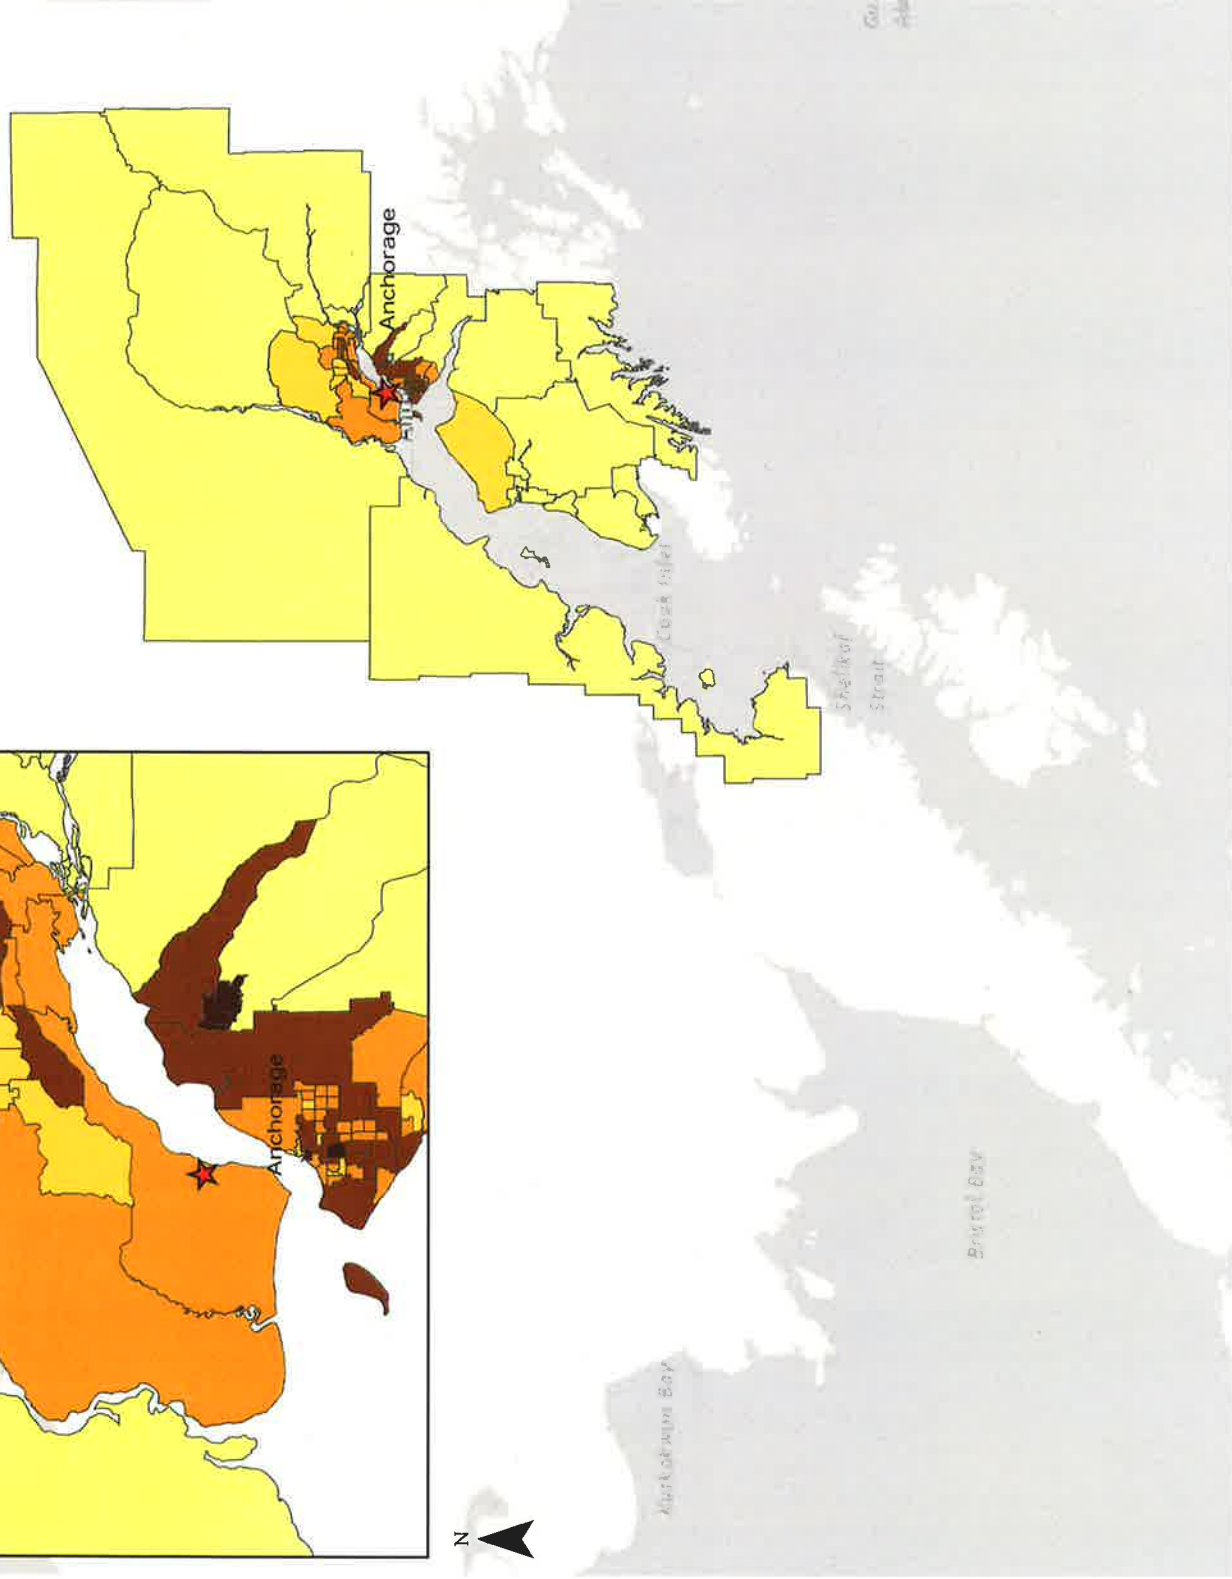 Anchorage
Cook Inlet
Shelikof
Strait
Anchorage
Bristol Bay
Kuskokwim Bay
N